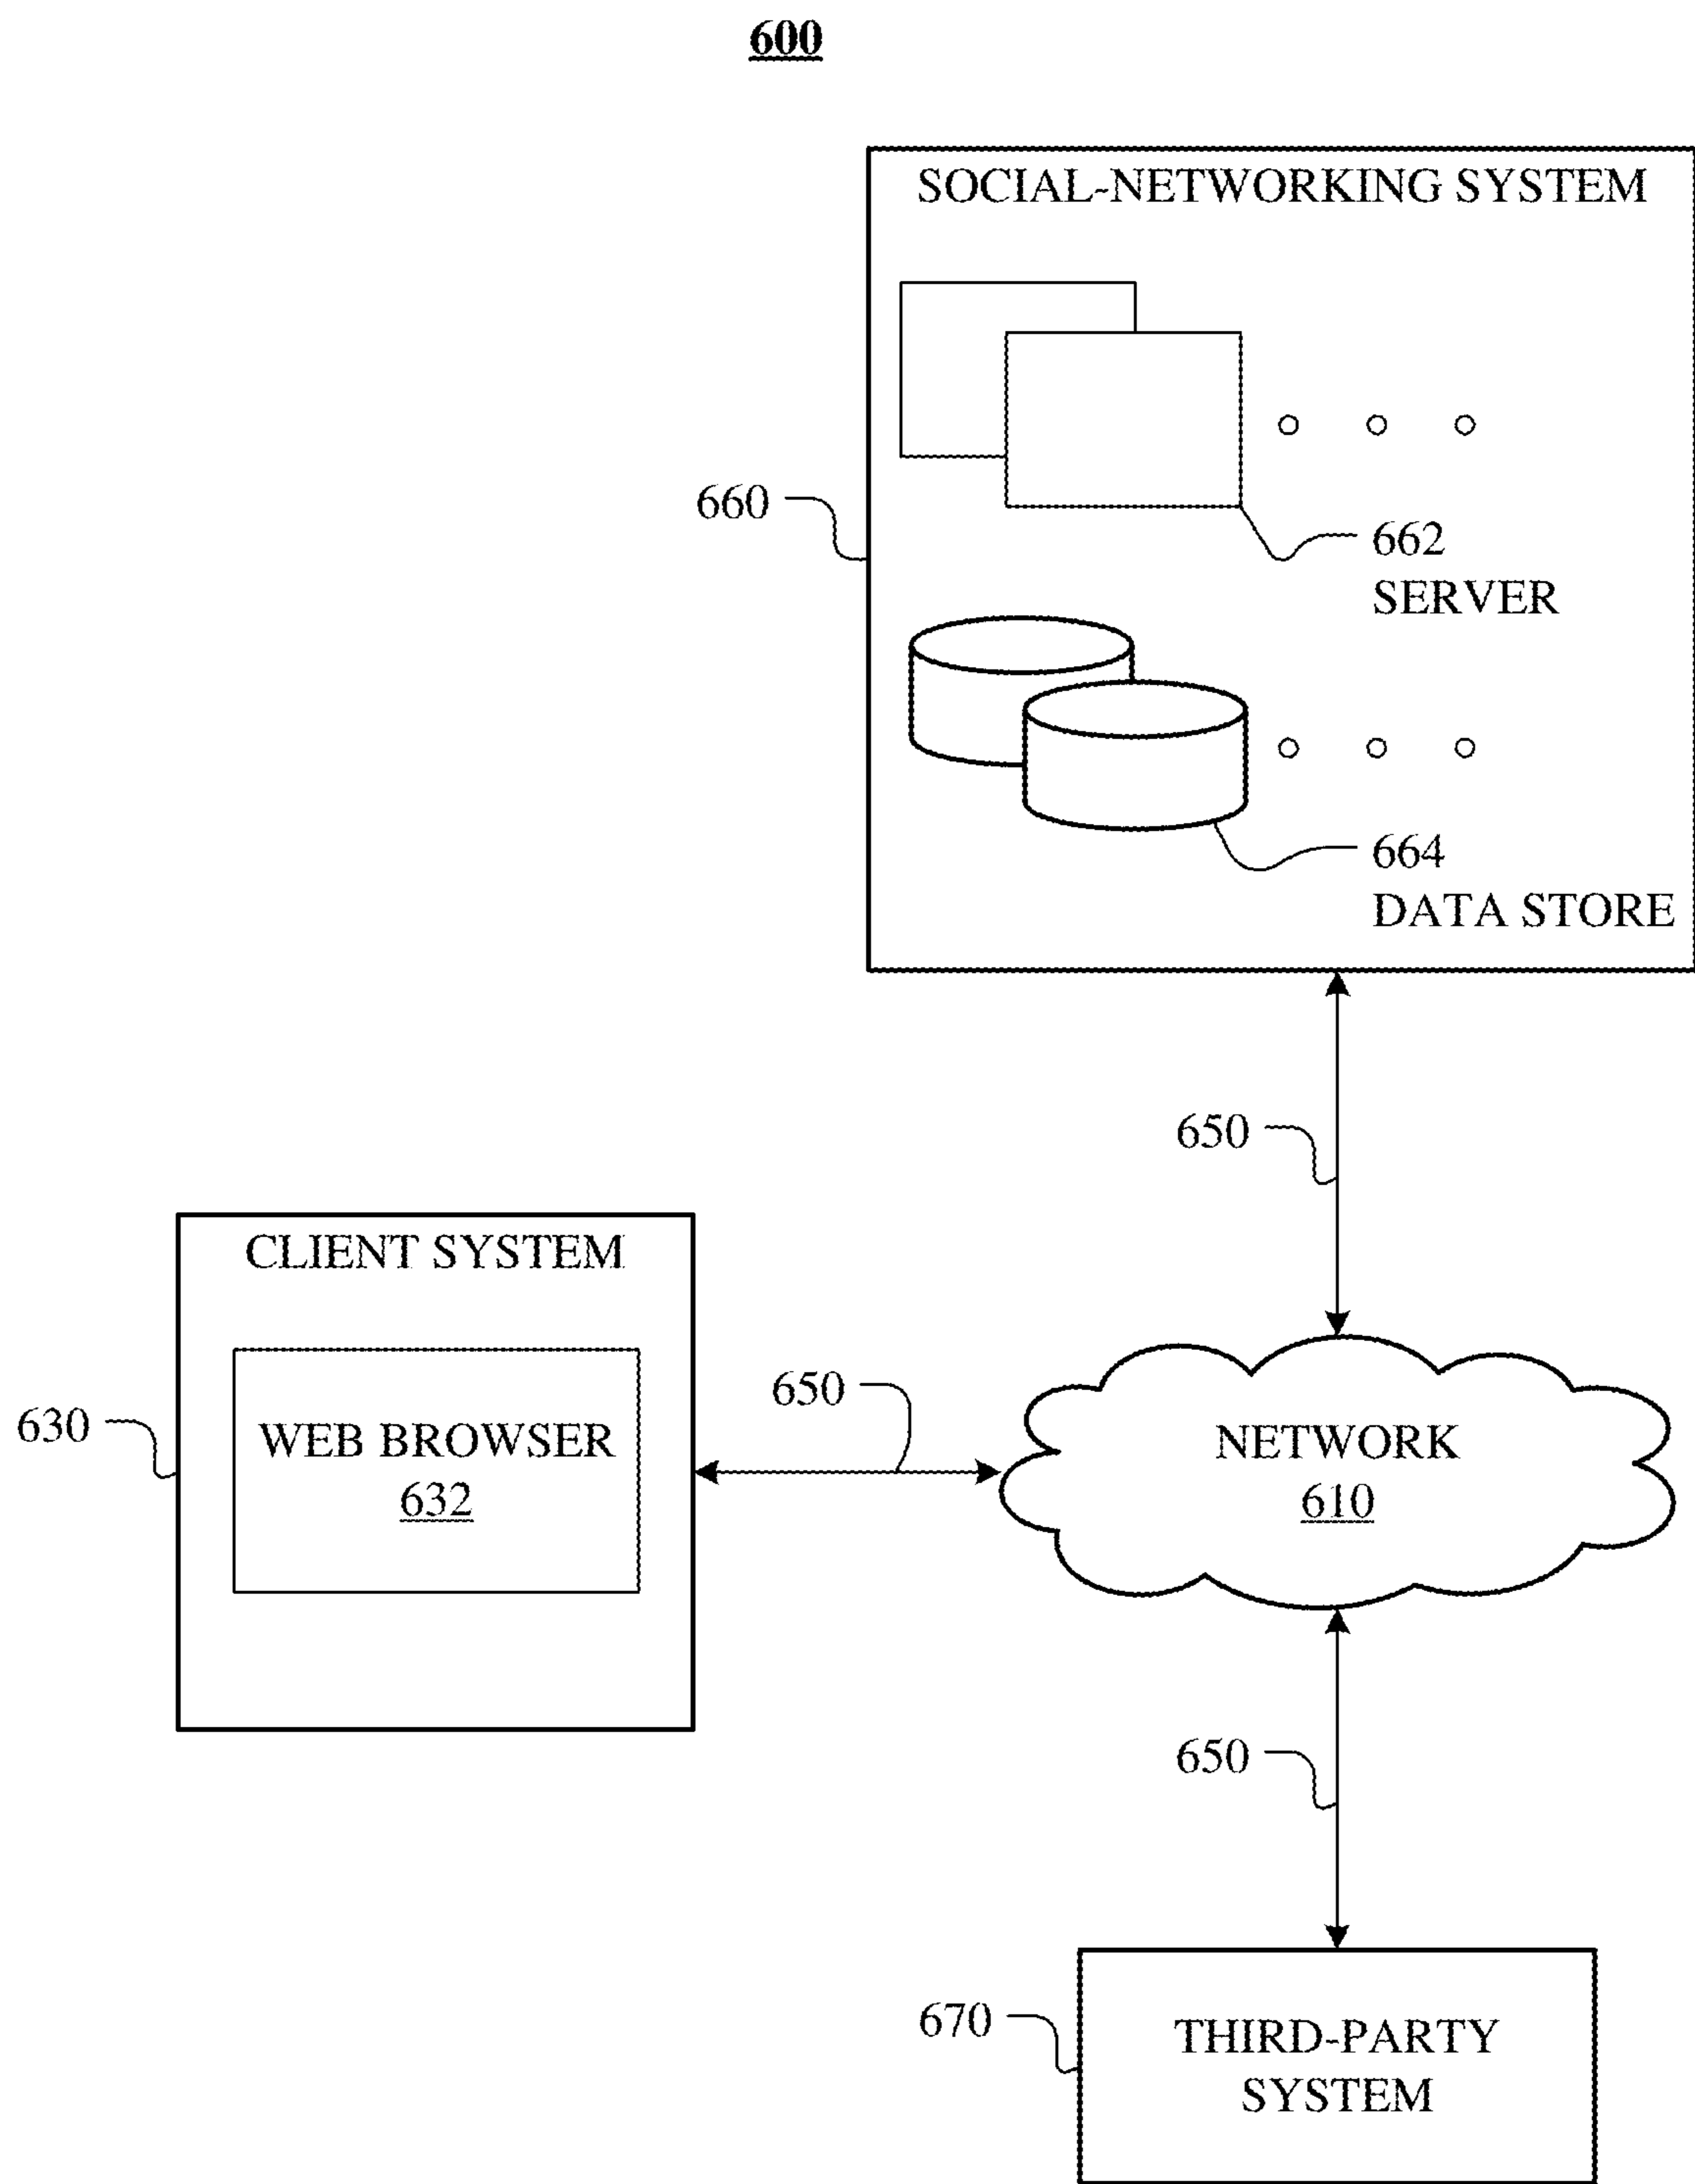 600
SOCIAL-NETWORKING SYSTEM
660
662
SERVER
664
DATA STORE
650
CLIENT SYSTEM
630
WEB BROWSER
632
650
NETWORK
610
650
670
THIRD-PARTY
SYSTEM